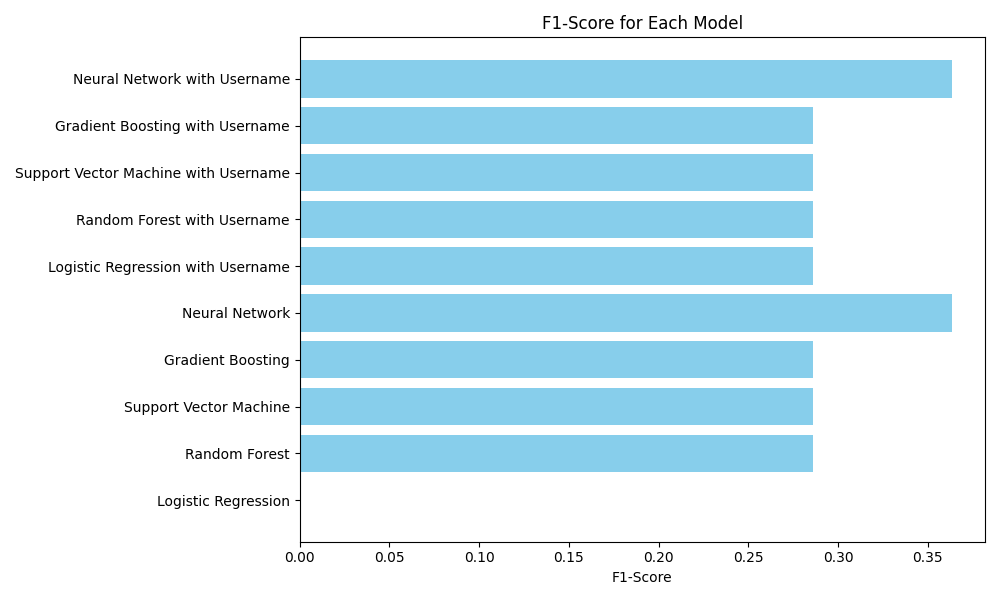 F1-Score for Each Model
Neural Network with Username
Gradient Boosting with Username
Support Vector Machine with Username
Random Forest with Username
Logistic Regression with Username
Neural Network
Gradient Boosting
Support Vector Machine
Random Forest
Logistic Regression
0.00 0.05 0.10 0.15 0.20 0.25 0.30 0.35
F1-Score